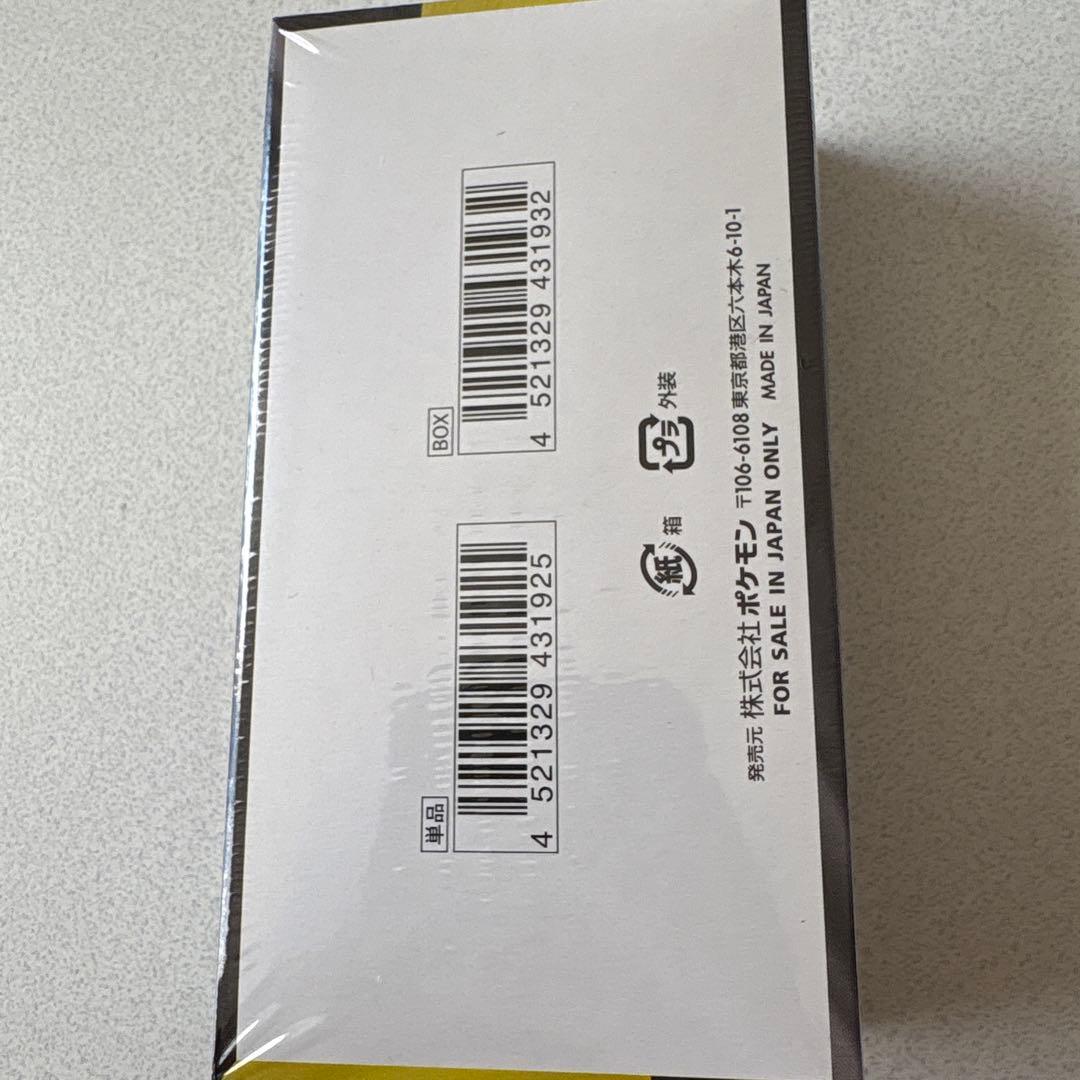 単品
4 521329 431925
BOX
4 521329 431932
紙 箱
プラ 外装
発売元 株式会社 ポケモン 〒106-6108 東京都港区六本木6-10-1
FOR SALE IN JAPAN ONLY MADE IN JAPAN